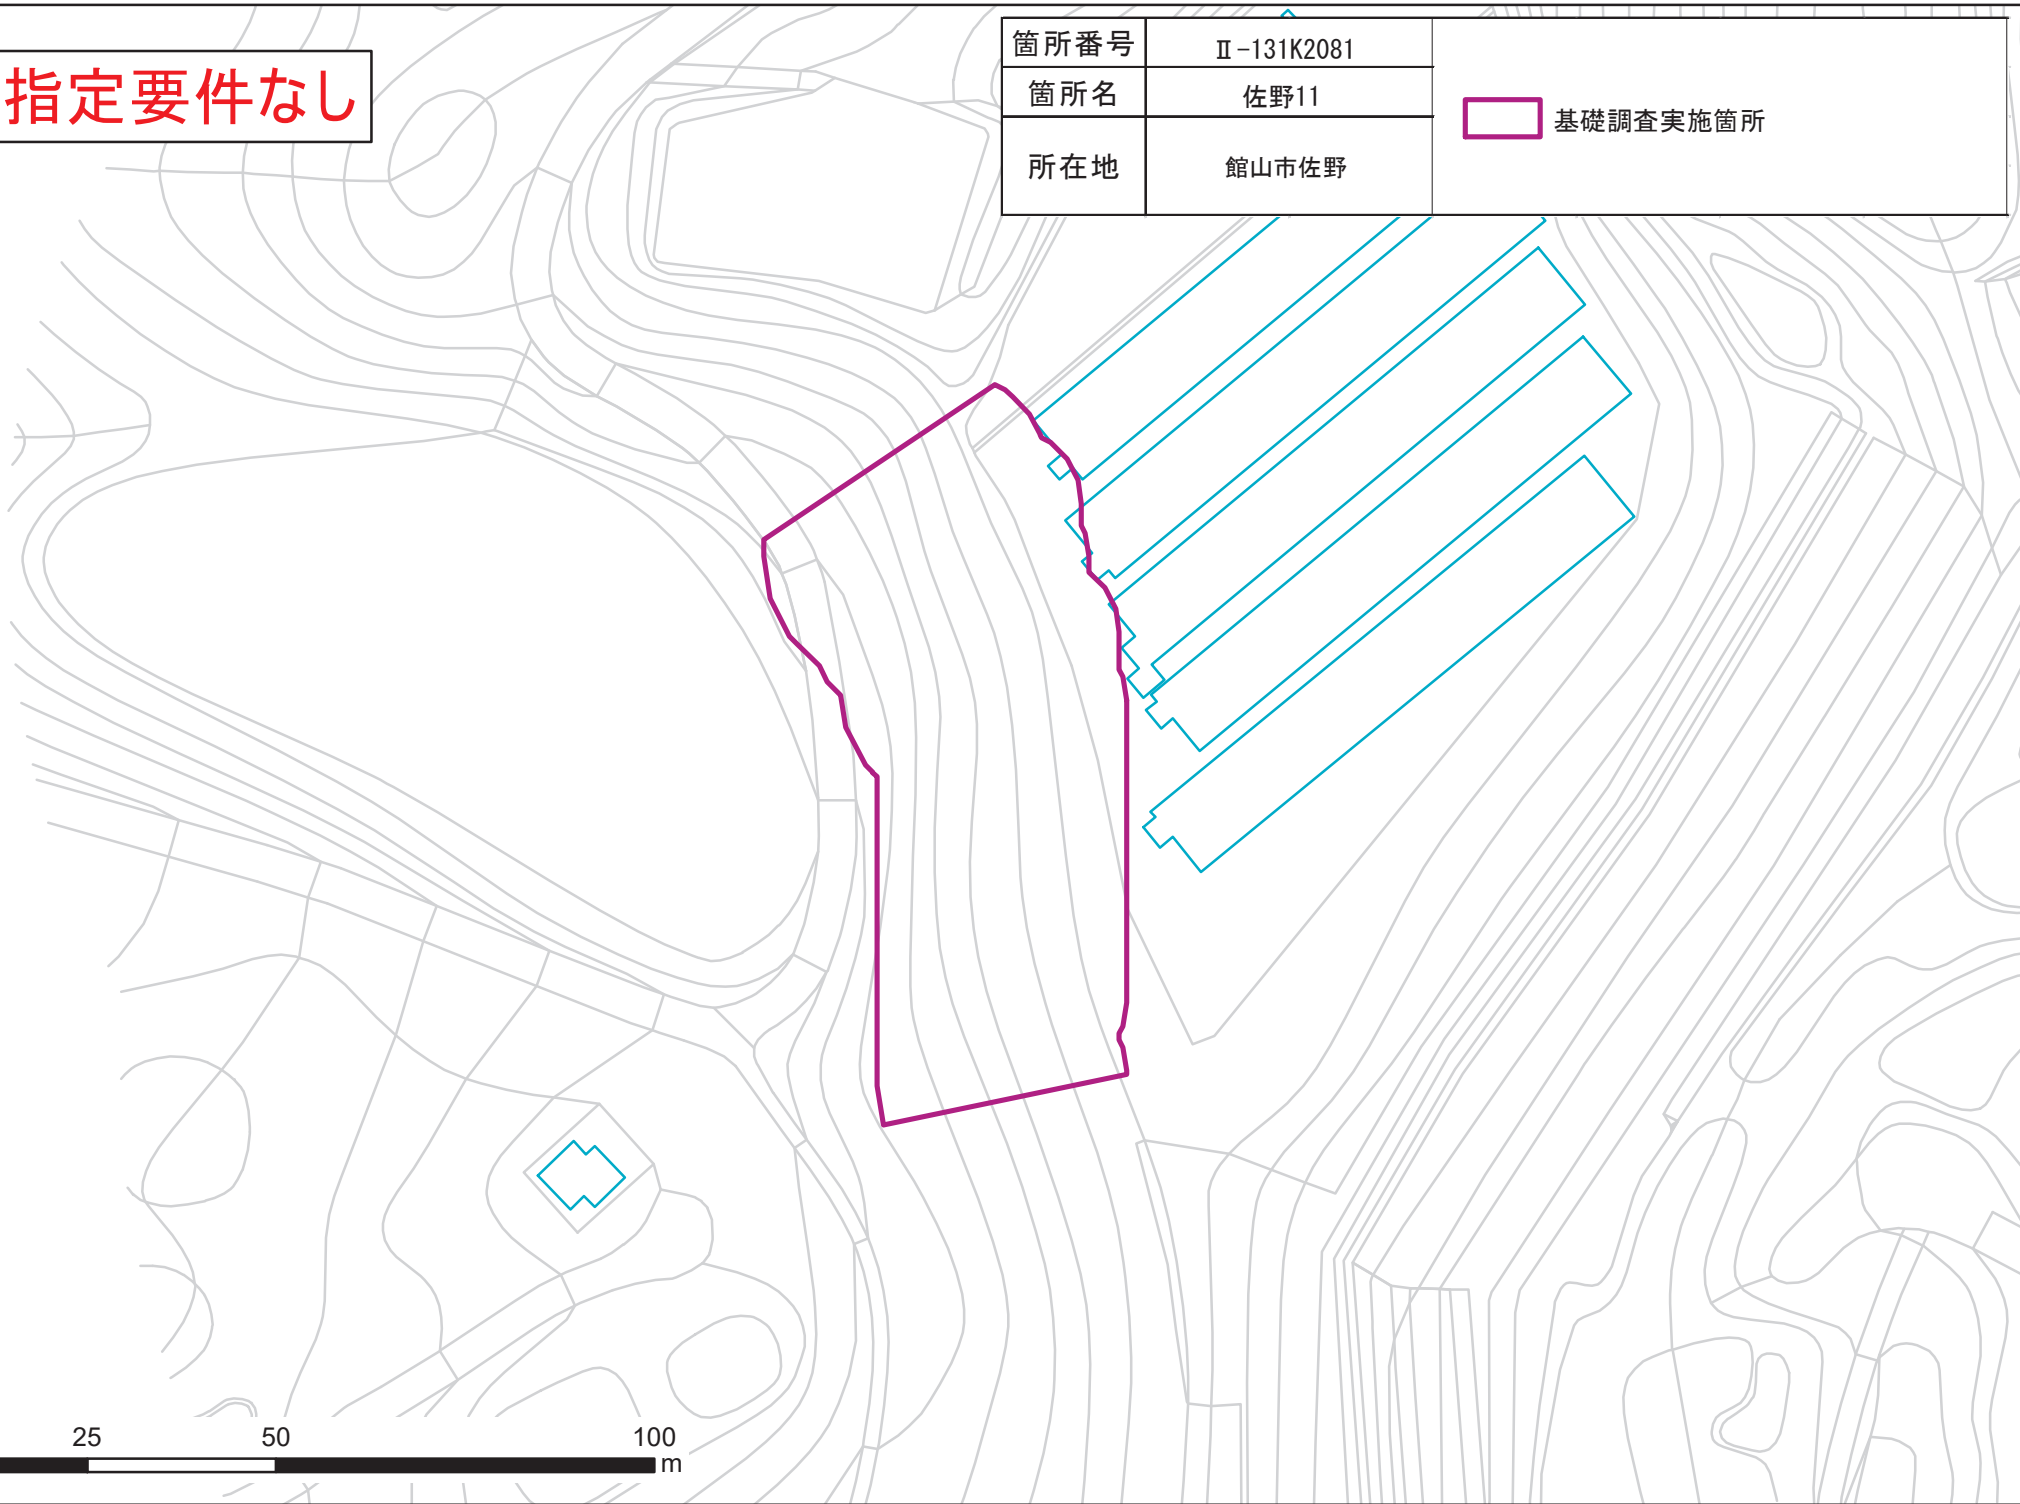 指定要件なし
箇所番号 Ⅱ-131K2081
箇所名 佐野11
所在地 館山市佐野
基礎調査実施箇所
25 50 100
m